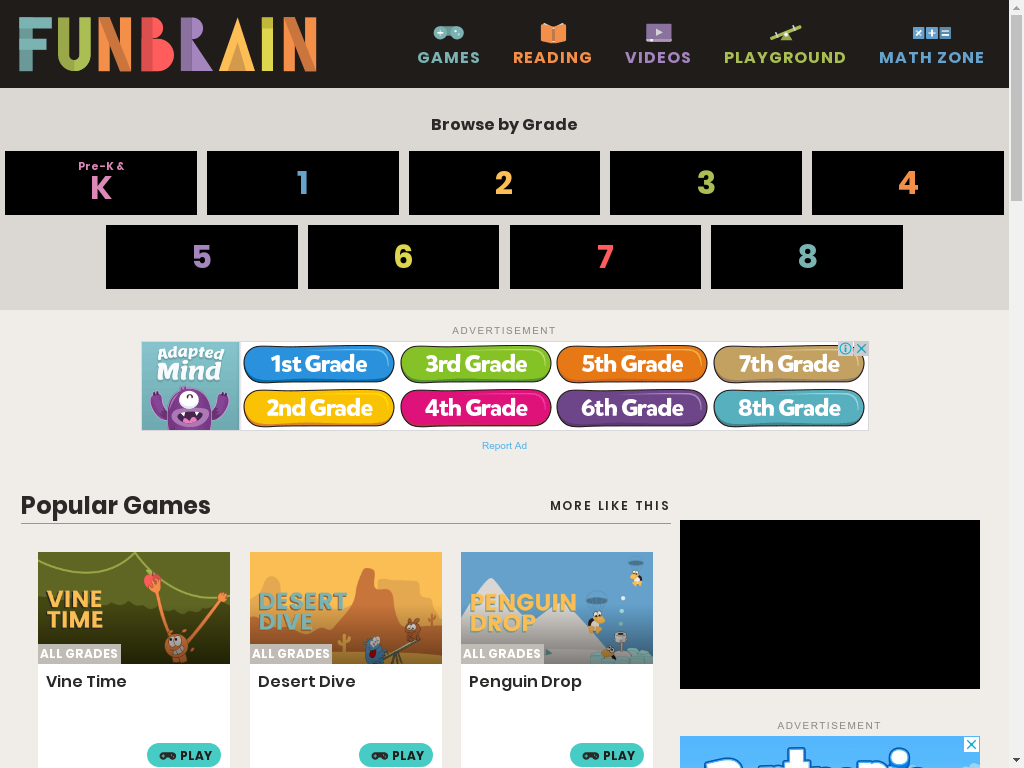 FUNBRAIN
GAMES
READING
VIDEOS
PLAYGROUND
MATH ZONE
Browse by Grade
Pre-K &
K
1
2
3
4
5
6
7
8
ADVERTISEMENT
Adapted
Mind
1st Grade
3rd Grade
5th Grade
7th Grade
2nd Grade
4th Grade
6th Grade
8th Grade
Report Ad
Popular Games
MORE LIKE THIS
VINE
TIME
ALL GRADES
Vine Time
PLAY
DESERT
DIVE
ALL GRADES
Desert Dive
PLAY
PENGUIN
DROP
ALL GRADES
Penguin Drop
PLAY
ADVERTISEMENT